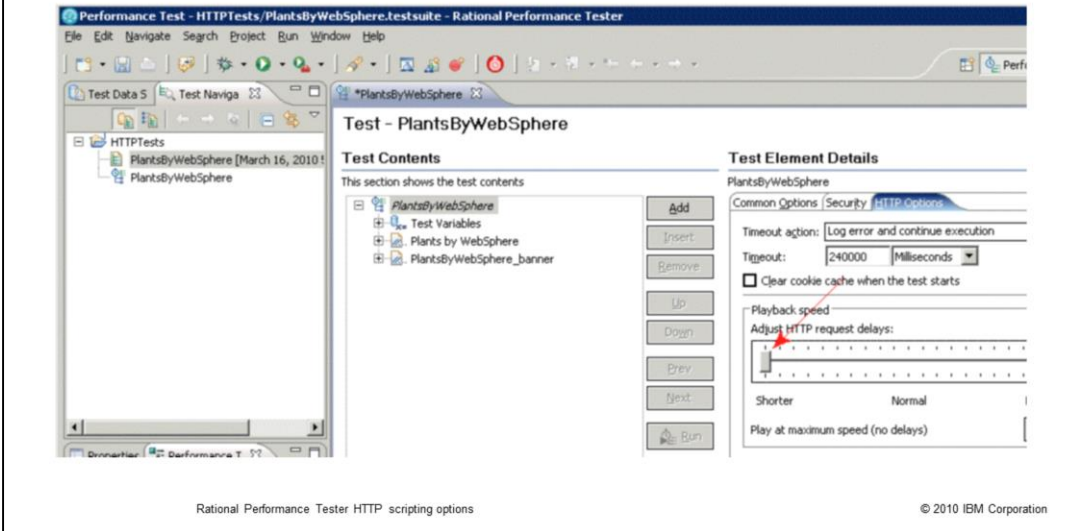 Performance Test - HTTPTests/PlantsByWebSphere.testsuite - Rational Performance Tester
File Edit Navigate Search Project Run Window Help
Perf
Test Data S Test Naviga
*PlantsByWebSphere
HTTPTests
PlantsByWebSphere [March 16, 2010
PlantsByWebSphere
Test - PlantsByWebSphere
Test Contents
This section shows the test contents
PlantsByWebSphere
Test Variables
Plants by WebSphere
PlantsByWebSphere_banner
Add
Insert
Remove
Up
Down
Prev
Next
Run
Test Element Details
PlantsByWebSphere
Common Options Security HTTP Options
Timeout action: Log error and continue execution
Timeout: 240000 Milliseconds
Clear cookie cache when the test starts
Playback speed
Adjust HTTP request delays:
Shorter Normal
Play at maximum speed (no delays)
Properties Performance T
Rational Performance Tester HTTP scripting options
© 2010 IBM Corporation